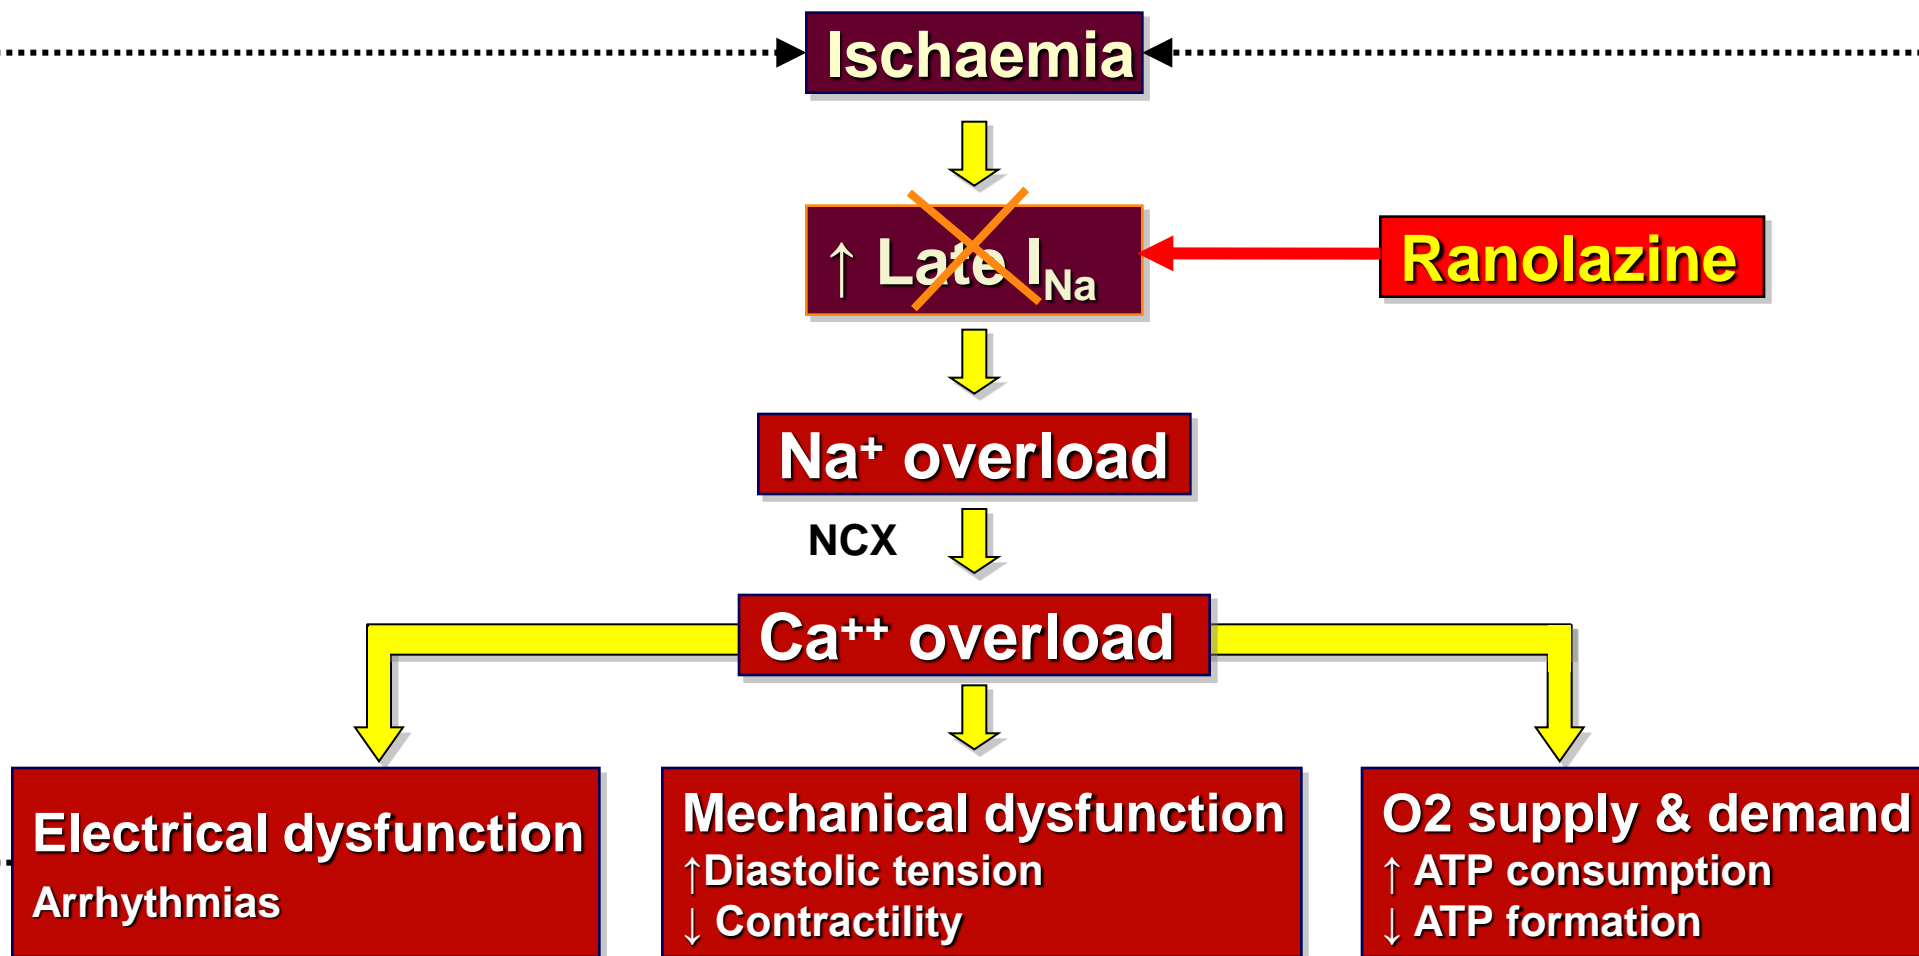 Ischaemia
↑ Late I_Na
Ranolazine
Na⁺ overload
NCX
Ca⁺⁺ overload
Electrical dysfunction
Arrhythmias
Mechanical dysfunction
↑Diastolic tension
↓ Contractility
O2 supply & demand
↑ ATP consumption
↓ ATP formation